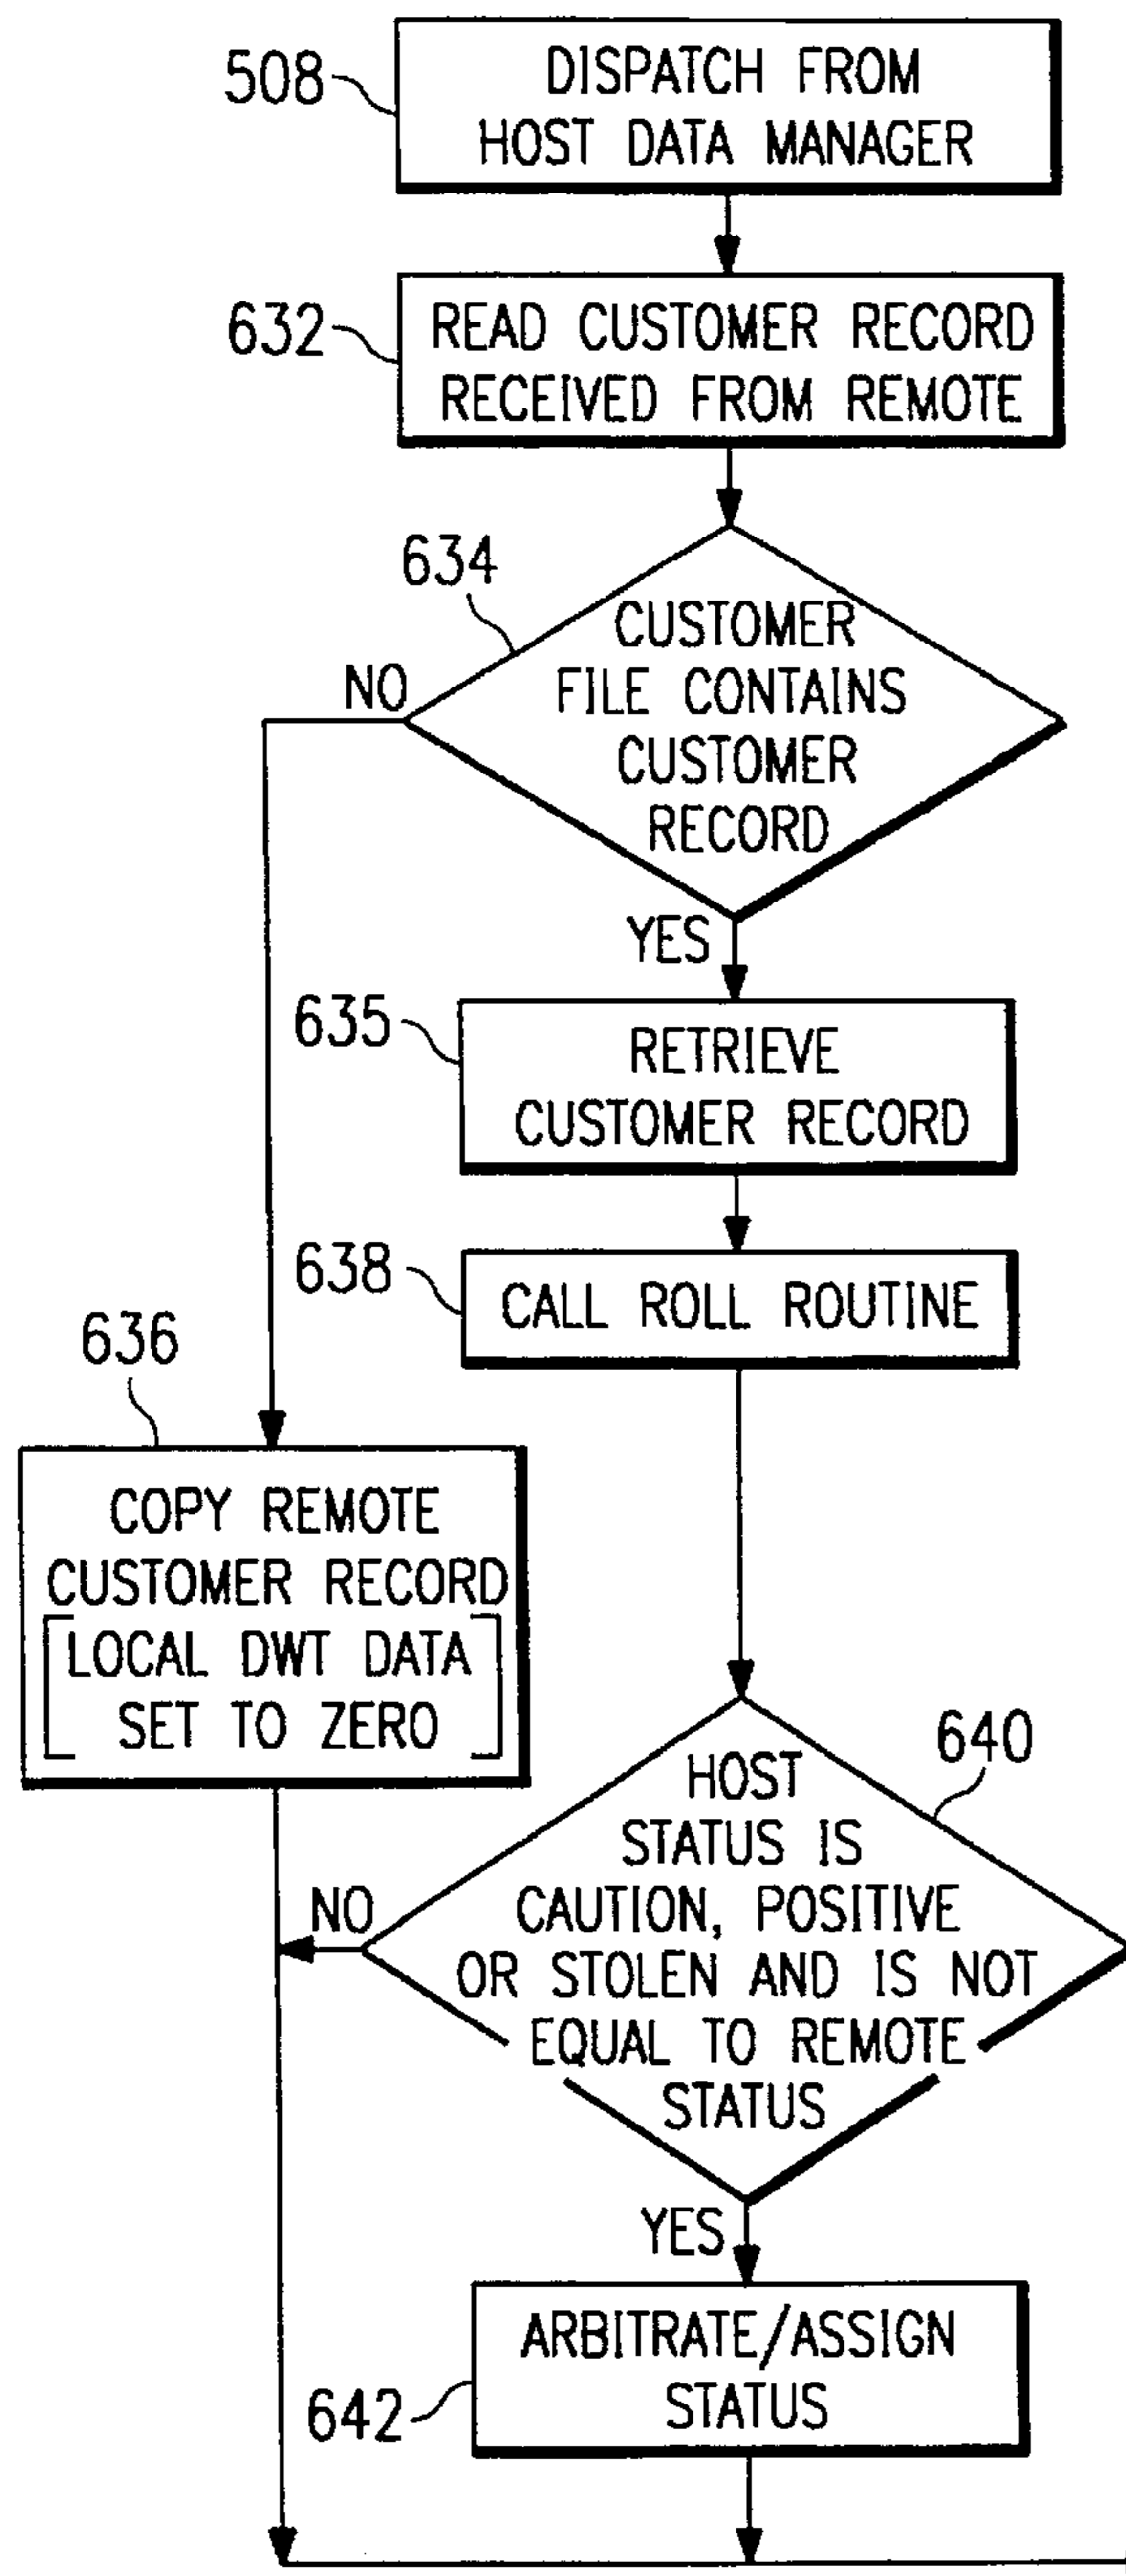 508
DISPATCH FROM
HOST DATA MANAGER
632
READ CUSTOMER RECORD
RECEIVED FROM REMOTE
634
CUSTOMER
FILE CONTAINS
CUSTOMER
RECORD
NO
YES
635
RETRIEVE
CUSTOMER RECORD
638
CALL ROLL ROUTINE
636
COPY REMOTE
CUSTOMER RECORD
[LOCAL DWT DATA
SET TO ZERO]
640
HOST
STATUS IS
CAUTION, POSITIVE
OR STOLEN AND IS NOT
EQUAL TO REMOTE
STATUS
NO
YES
ARBITRATE/ASSIGN
STATUS
642